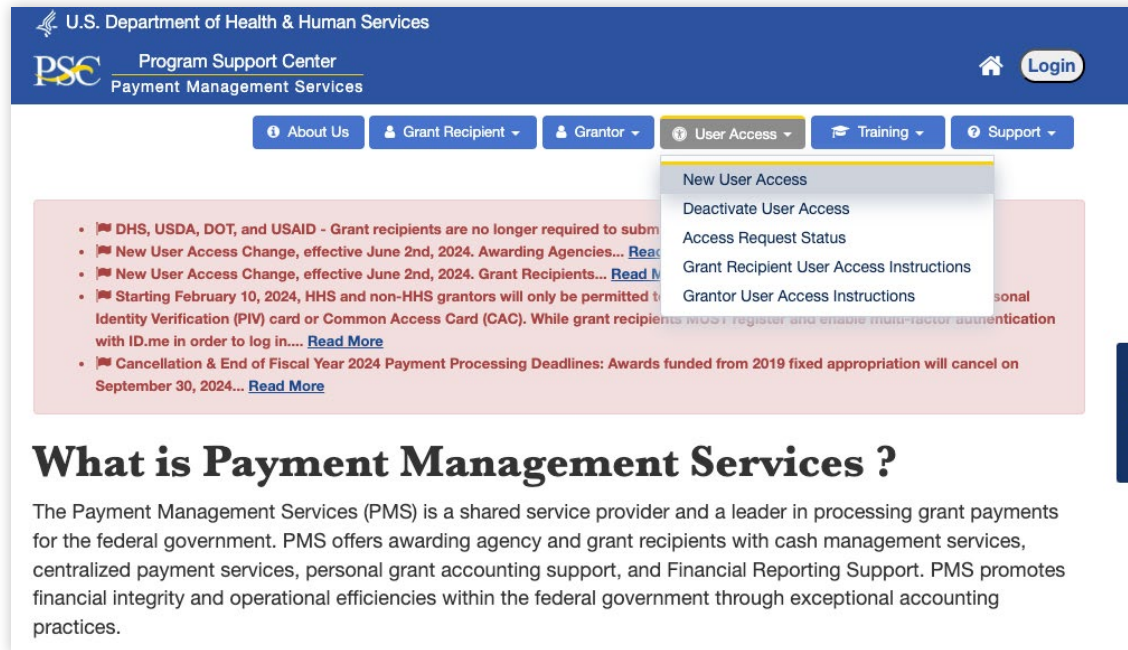 U.S. Department of Health & Human Services
PSC Program Support Center
Payment Management Services
Login
About Us Grant Recipient Grantor User Access Training Support
New User Access
Deactivate User Access
Access Request Status
Grant Recipient User Access Instructions
Grantor User Access Instructions
DHS, USDA, DOT, and USAID - Grant recipients are no longer required to subm
New User Access Change, effective June 2nd, 2024. Awarding Agencies... Read
New User Access Change, effective June 2nd, 2024. Grant Recipients... Read M
Starting February 10, 2024, HHS and non-HHS grantors will only be permitted t sonal
Identity Verification (PIV) card or Common Access Card (CAC). While grant recipients MUST register and enable multi-factor authentication
with ID.me in order to log in.... Read More
Cancellation & End of Fiscal Year 2024 Payment Processing Deadlines: Awards funded from 2019 fixed appropriation will cancel on
September 30, 2024... Read More
What is Payment Management Services ?
The Payment Management Services (PMS) is a shared service provider and a leader in processing grant payments
for the federal government. PMS offers awarding agency and grant recipients with cash management services,
centralized payment services, personal grant accounting support, and Financial Reporting Support. PMS promotes
financial integrity and operational efficiencies within the federal government through exceptional accounting
practices.